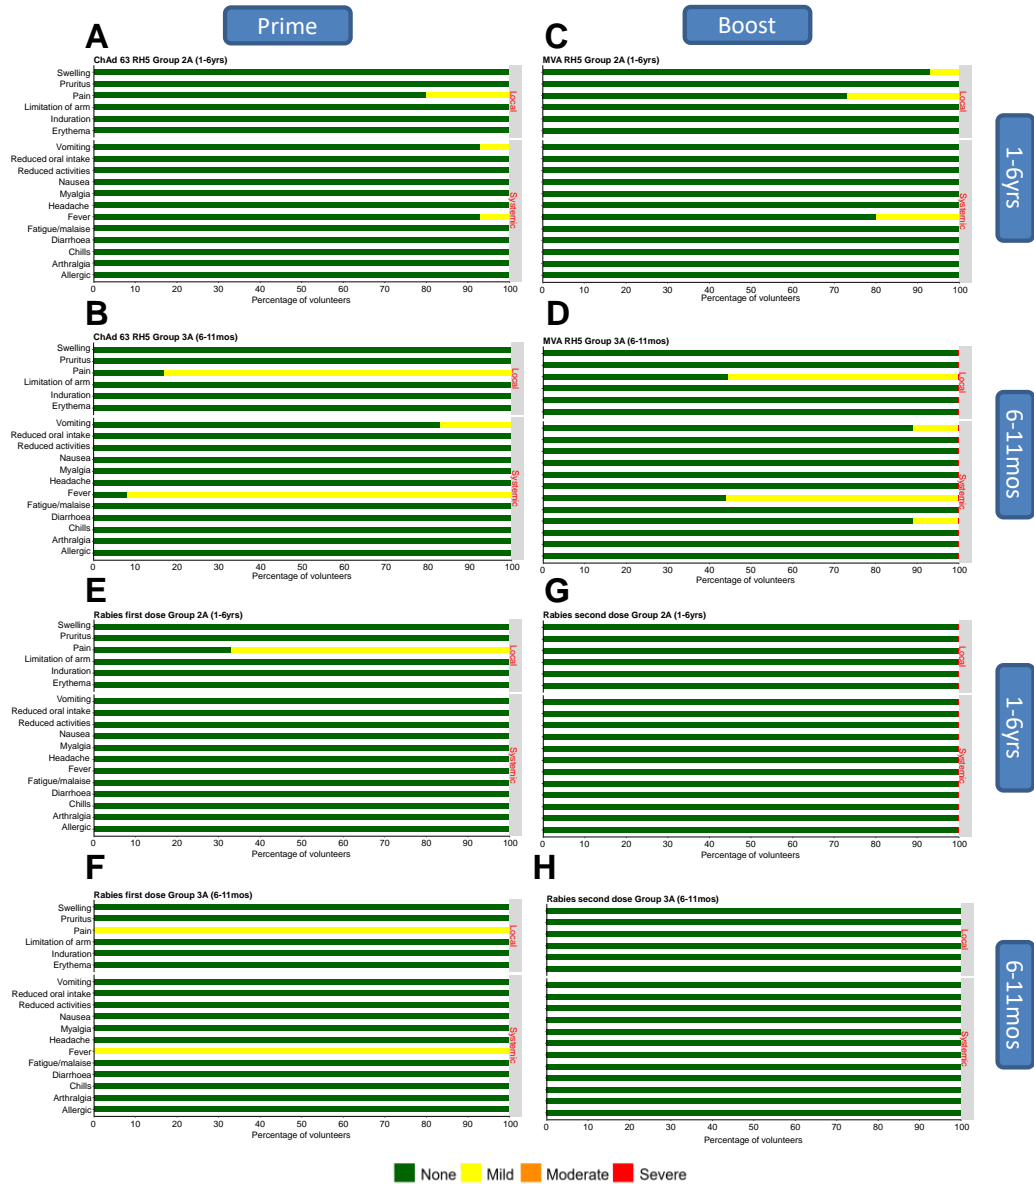 Prime
Boost
A
ChAd 63 RH5 Group 2A (1-6yrs)
Swelling
Pruritus
Pain
Limitation of arm
Induration
Erythema
Local
Vomiting
Reduced oral intake
Reduced activities
Nausea
Myalgia
Headache
Fever
Fatigue/malaise
Diarrhoea
Chills
Arthralgia
Allergic
Systemic
0 10 20 30 40 50 60 70 80 90 100
Percentage of volunteers
C
MVA RH5 Group 2A (1-6yrs)
Local
Systemic
0 10 20 30 40 50 60 70 80 90 100
Percentage of volunteers
1-6yrs
B
ChAd 63 RH5 Group 3A (6-11mos)
Swelling
Pruritus
Pain
Limitation of arm
Induration
Erythema
Local
Vomiting
Reduced oral intake
Reduced activities
Nausea
Myalgia
Headache
Fever
Fatigue/malaise
Diarrhoea
Chills
Arthralgia
Allergic
Systemic
0 10 20 30 40 50 60 70 80 90 100
Percentage of volunteers
D
MVA RH5 Group 3A (6-11mos)
Local
Systemic
0 10 20 30 40 50 60 70 80 90 100
Percentage of volunteers
6-11mos
E
Rabies first dose Group 2A (1-6yrs)
Swelling
Pruritus
Pain
Limitation of arm
Induration
Erythema
Local
Vomiting
Reduced oral intake
Reduced activities
Nausea
Myalgia
Headache
Fever
Fatigue/malaise
Diarrhoea
Chills
Arthralgia
Allergic
Systemic
0 10 20 30 40 50 60 70 80 90 100
Percentage of volunteers
G
Rabies second dose Group 2A (1-6yrs)
Local
Systemic
0 10 20 30 40 50 60 70 80 90 100
Percentage of volunteers
1-6yrs
F
Rabies first dose Group 3A (6-11mos)
Swelling
Pruritus
Pain
Limitation of arm
Induration
Erythema
Local
Vomiting
Reduced oral intake
Reduced activities
Nausea
Myalgia
Headache
Fever
Fatigue/malaise
Diarrhoea
Chills
Arthralgia
Allergic
Systemic
0 10 20 30 40 50 60 70 80 90 100
Percentage of volunteers
H
Rabies second dose Group 3A (6-11mos)
Local
Systemic
0 10 20 30 40 50 60 70 80 90 100
Percentage of volunteers
6-11mos
None Mild Moderate Severe